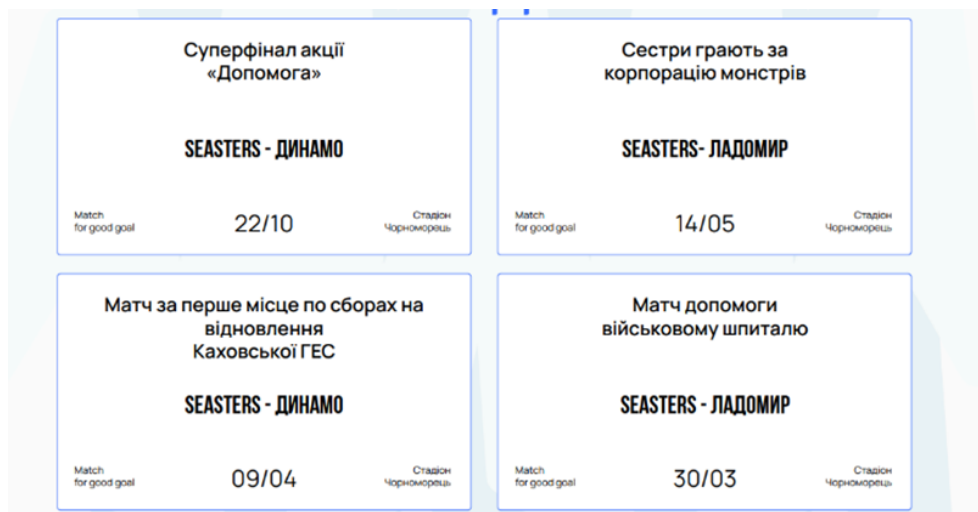 Суперфінал акції
«Допомога»
SEASTERS - ДИНАМО
Match
for good goal
22/10
Стадіон
Чорноморець
Сестри грають за
корпорацію монстрів
SEASTERS- ЛАДОМИР
Match
for good goal
14/05
Стадіон
Чорноморець
Матч за перше місце по сборах на
відновлення
Каховської ГЕС
SEASTERS - ДИНАМО
Match
for good goal
09/04
Стадіон
Чорноморець
Матч допомоги
військовому шпиталю
SEASTERS - ЛАДОМИР
Match
for good goal
30/03
Стадіон
Чорноморець